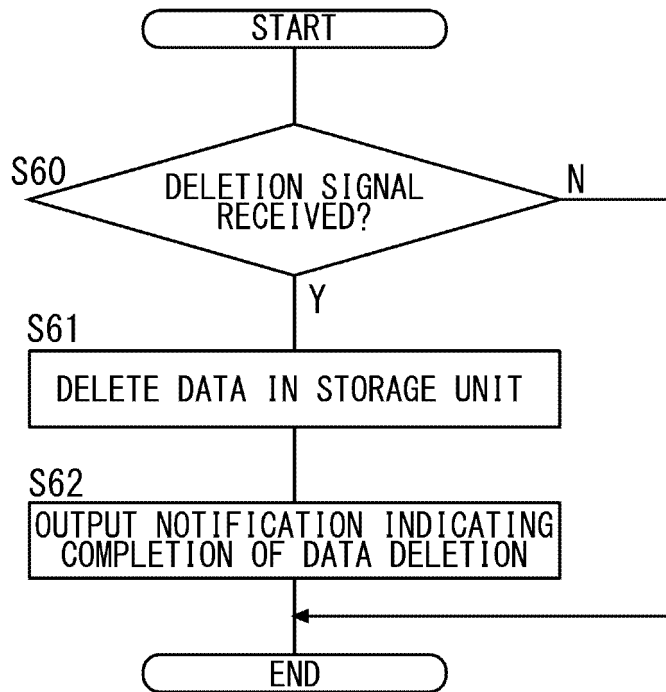 START
S60
DELETION SIGNAL
RECEIVED?
N
Y
S61
DELETE DATA IN STORAGE UNIT
S62
OUTPUT NOTIFICATION INDICATING
COMPLETION OF DATA DELETION
END